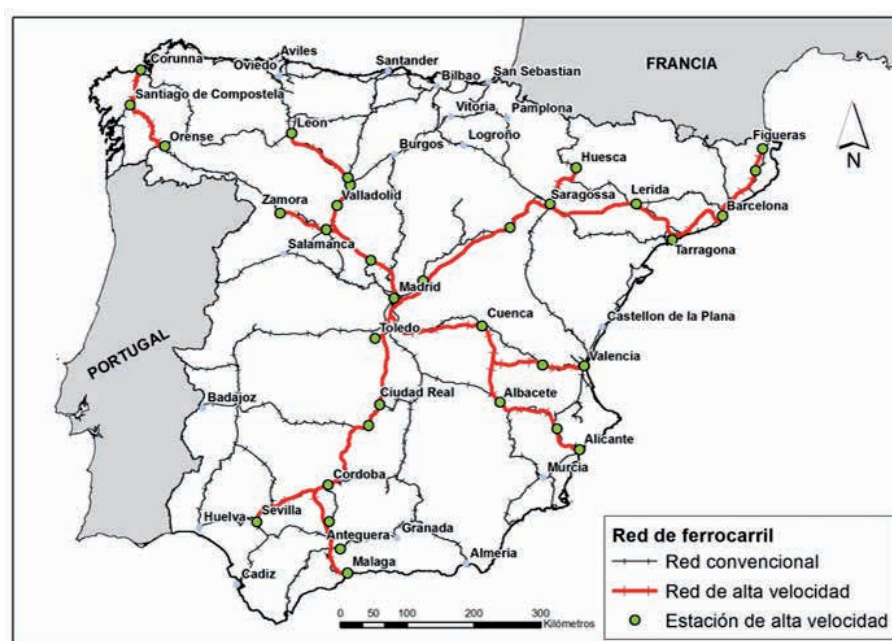 Corunna
Aviles
Oviedo
Santander
Bilbao
San Sebastian
FRANCIA
Santiago de Compostela
Vitoria
Pamplona
Leon
Orense
Burgos
Logroño
Figueras
N
Huesca
Zamora
Valladolid
Saragossa
Lerida
Barcelona
Salamanca
Tarragona
Madrid
Cuenca
Castellon de la Plana
Toledo
PORTUGAL
Valencia
Badajoz
Ciudad Real
Albacete
Alicante
Cordoba
Murcia
Huelva
Sevilla
Antequera
Granada
Almeria
Malaga
Cadiz
0 50 100 200 300
Kilómetros
Red de ferrocarril
Red convencional
Red de alta velocidad
Estación de alta velocidad